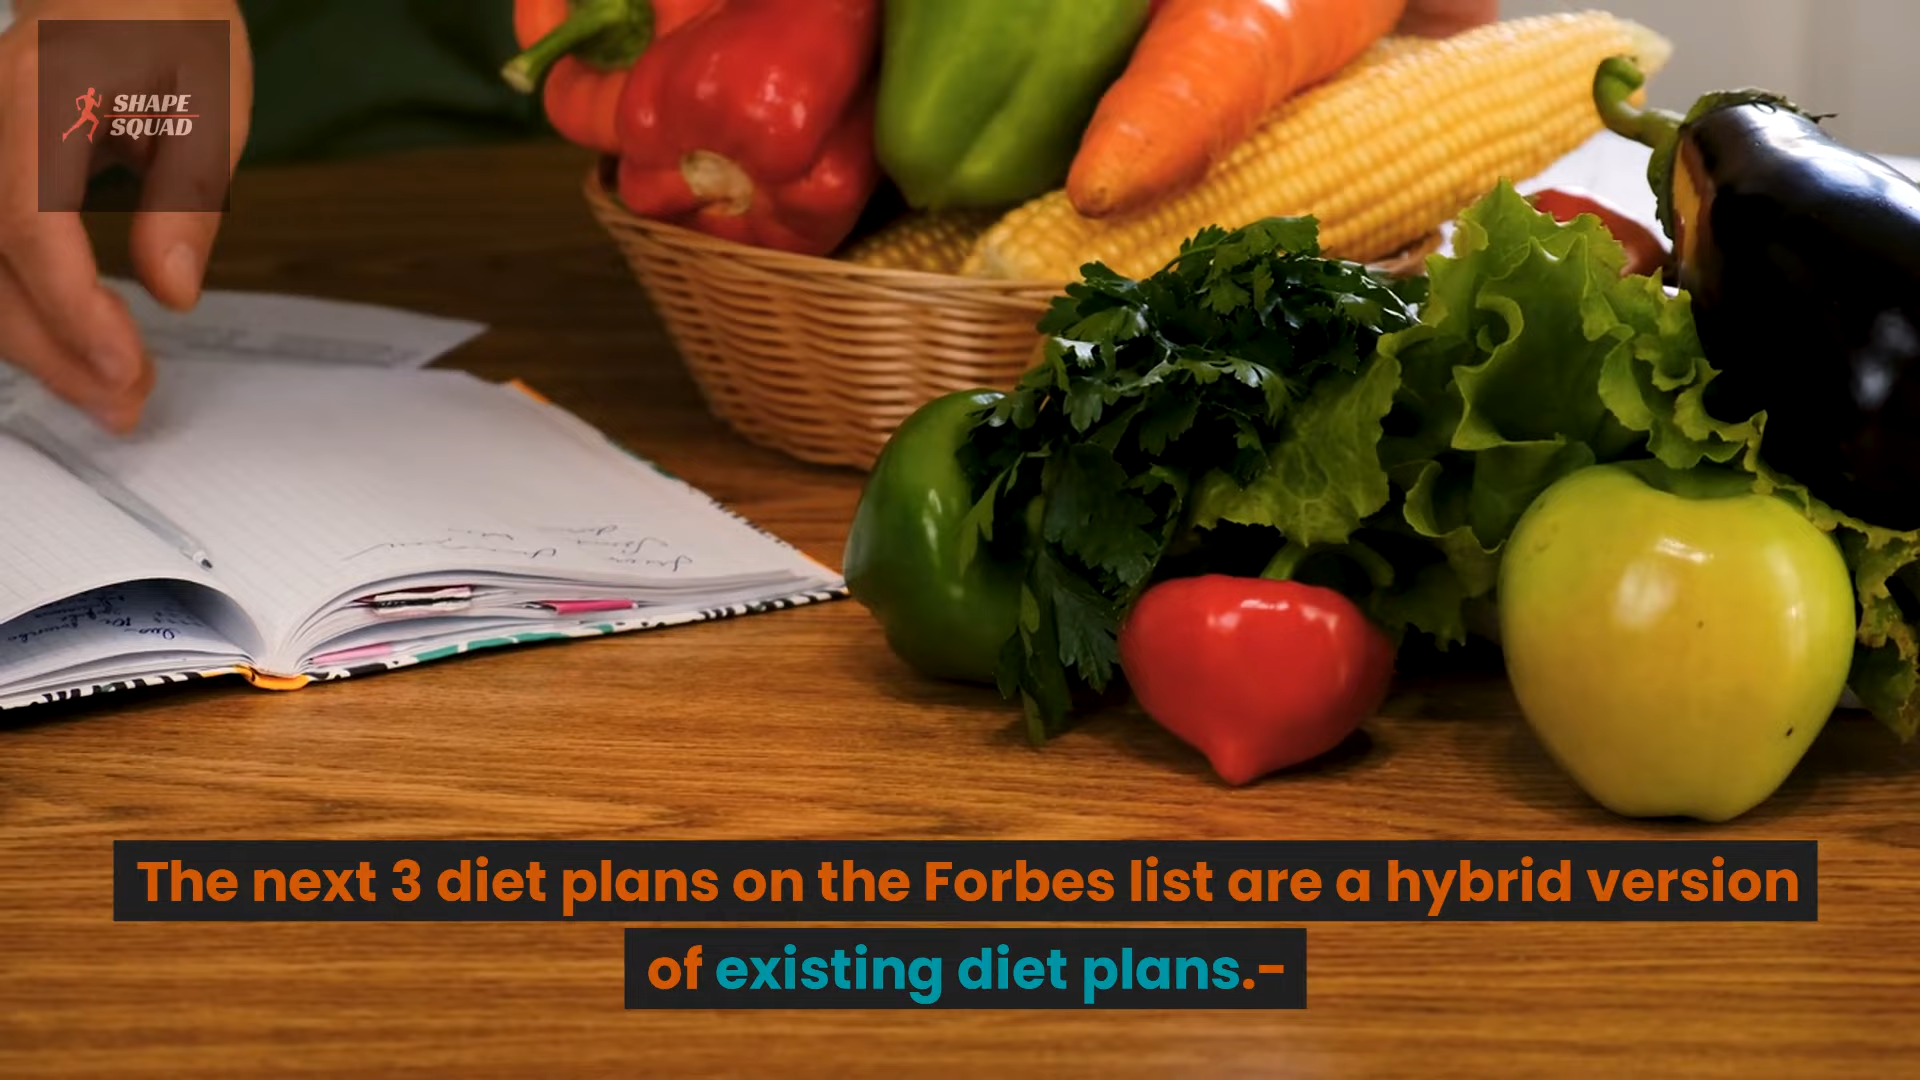 SHAPE
SQUAD
The next 3 diet plans on the Forbes list are a hybrid version
of existing diet plans.-